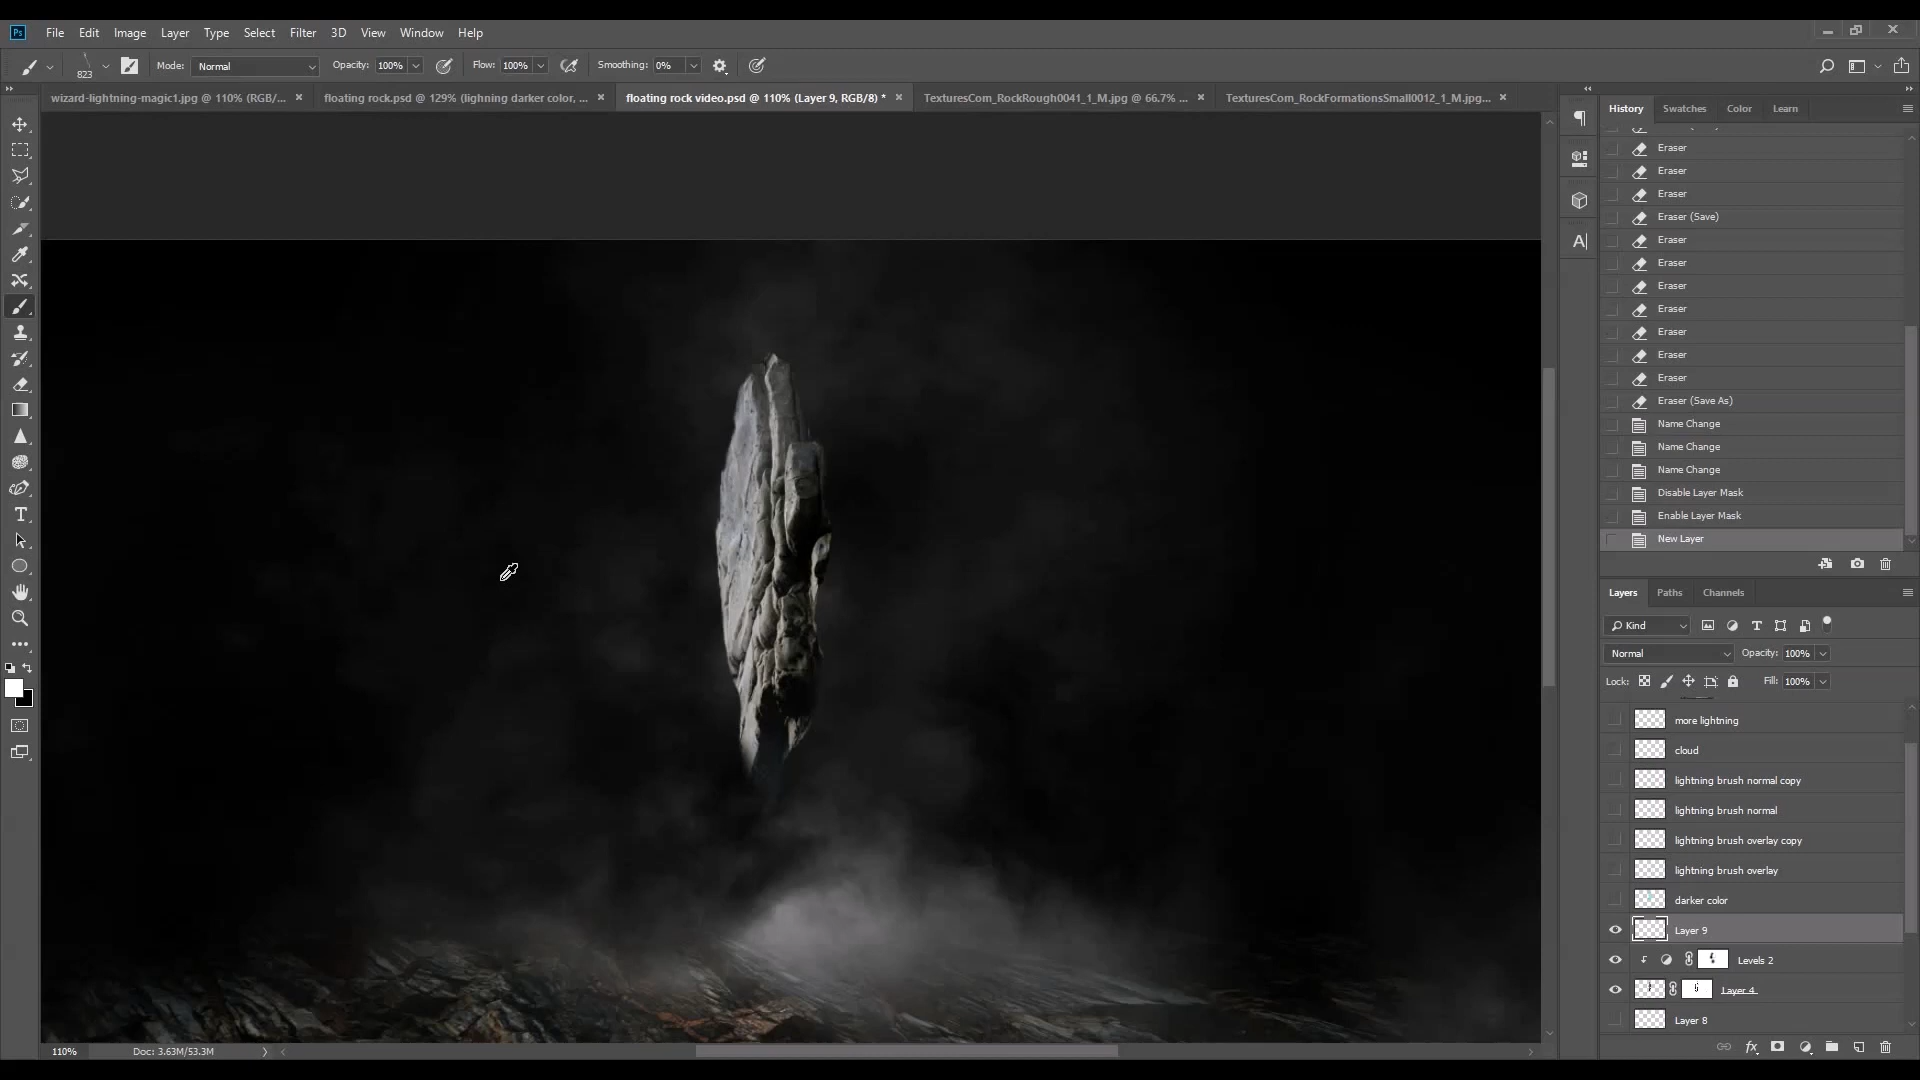 Ps File Edit Image Layer Type Select Filter 3D View Window Help
823 Mode: Normal Opacity: 100% Flow: 100% Smoothing: 0%
wizard-lightning-magic1.jpg @ 110% (RGB/... × floating rock.psd @ 129% (lighning darker color, ... × floating rock video.psd @ 110% (Layer 9, RGB/8) * × TexturesCom_RockRough0041_1_M.jpg @ 66.7% ... × TexturesCom_RockFormationsSmall0012_1_M.jpg... ×
History Swatches Color Learn
Eraser
Eraser
Eraser
Eraser (Save)
Eraser
Eraser
Eraser
Eraser
Eraser
Eraser
Eraser
Eraser (Save As)
Name Change
Name Change
Name Change
Disable Layer Mask
Enable Layer Mask
New Layer
Layers Paths Channels
Kind
Normal Opacity: 100%
Lock: Fill: 100%
more lightning
cloud
lightning brush normal copy
lightning brush normal
lightning brush overlay copy
lightning brush overlay
darker color
Layer 9
Levels 2
Layer 4
Layer 8
110% Doc: 3.63M/53.3M